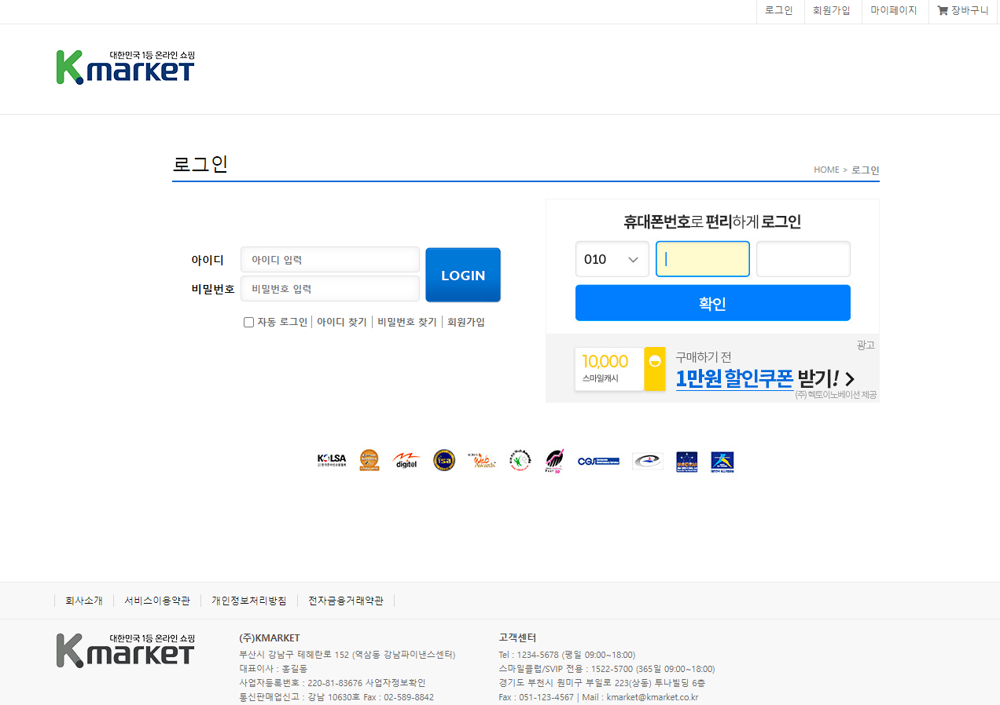 로그인 회원가입 마이페이지 장바구니
대한민국 1등 온라인 쇼핑
K.market
로그인
HOME > 로그인
아이디 아이디 입력
비밀번호 비밀번호 입력
LOGIN
자동 로그인 아이디 찾기 비밀번호 찾기 회원가입
휴대폰번호로 편리하게 로그인
010
확인
광고
10,000
스마일캐시
구매하기 전
1만원 할인쿠폰 받기!
(주) 헥토이노베이션 제공
KOLSA
digitel
isa
Web Awards
CGS
회사소개 서비스이용약관 개인정보처리방침 전자금융거래약관
대한민국 1등 온라인 쇼핑
K.market
(주)KMARKET
부산시 강남구 테헤란로 152 (역삼동 강남파이낸스센터)
대표이사 : 홍길동
사업자등록번호 : 220-81-83676 사업자정보확인
통신판매업신고 : 강남 10630호 Fax : 02-589-8842
고객센터
Tel : 1234-5678 (평일 09:00~18:00)
스마일클럽/SVIP 전용 : 1522-5700 (365일 09:00~18:00)
경기도 부천시 원미구 부일로 223(상동) 투나빌딩 6층
Fax : 051-123-4567 | Mail : kmarket@kmarket.co.kr